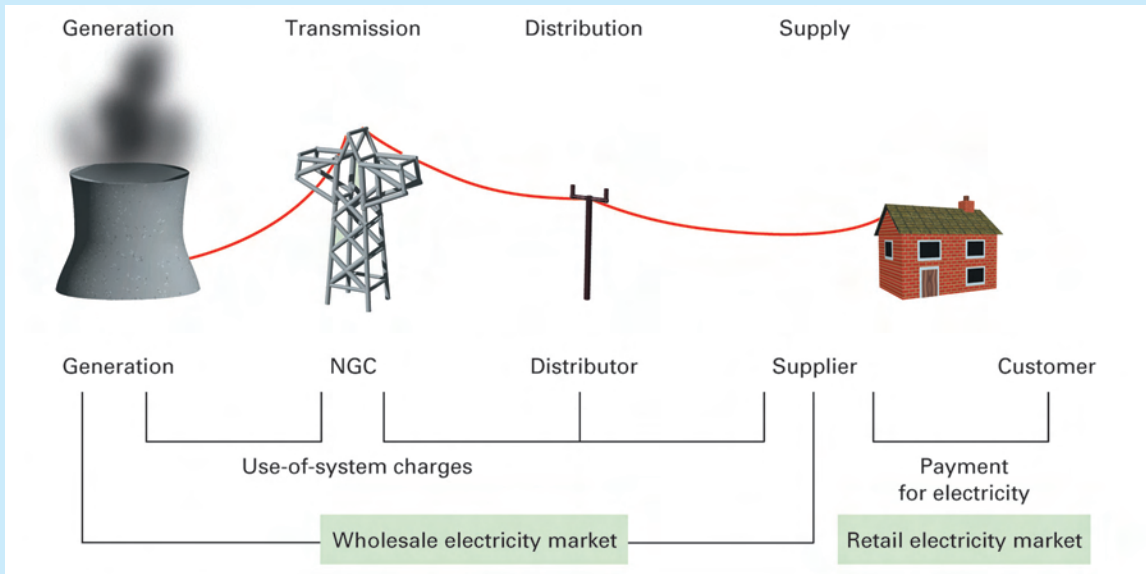 Generation Transmission Distribution Supply
Generation NGC Distributor Supplier Customer
Use-of-system charges
Payment
for electricity
Wholesale electricity market
Retail electricity market